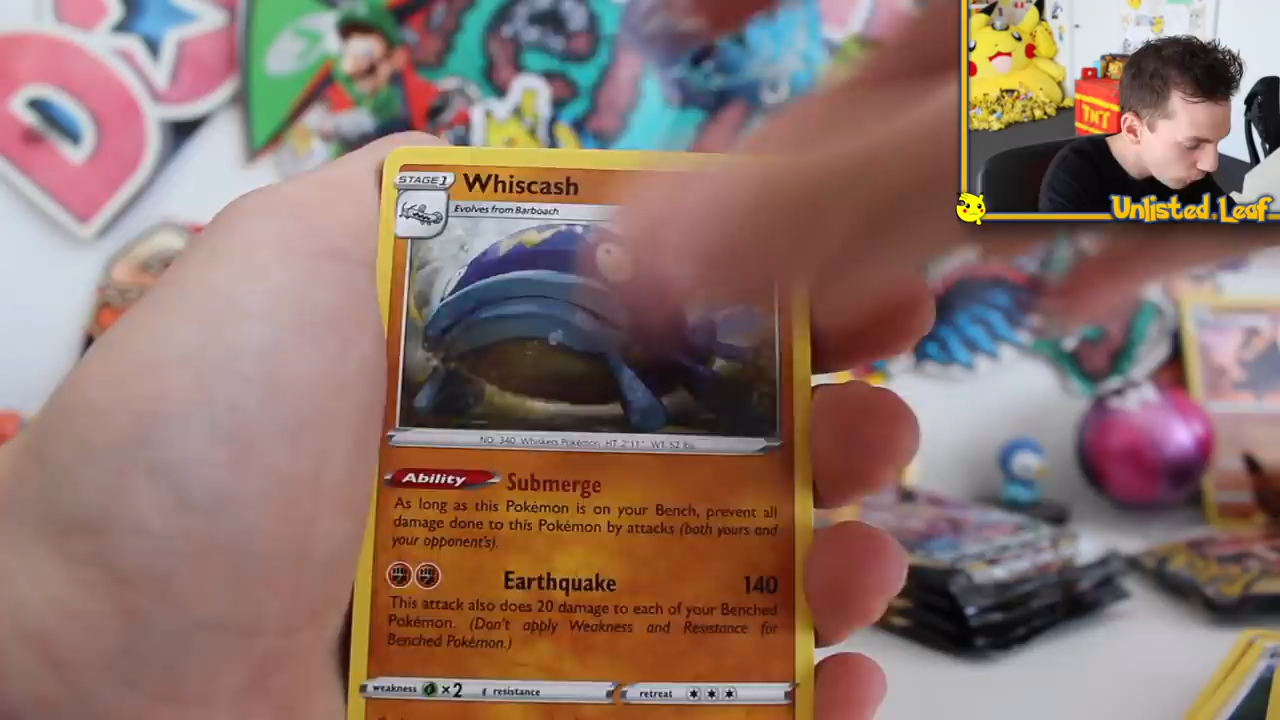 TNT
Unlisted.Leaf
STAGE 1 Whiscash
Evolves from Barboach
NO. 340 Whiskers Pokémon HT 2'11" WT 52 lbs.
Ability Submerge
As long as this Pokémon is on your Bench, prevent all
damage done to this Pokémon by attacks (both yours and
your opponent's).
Earthquake 140
This attack also does 20 damage to each of your Benched
Pokémon. (Don't apply Weakness and Resistance for
Benched Pokémon.)
weakness ×2 resistance retreat